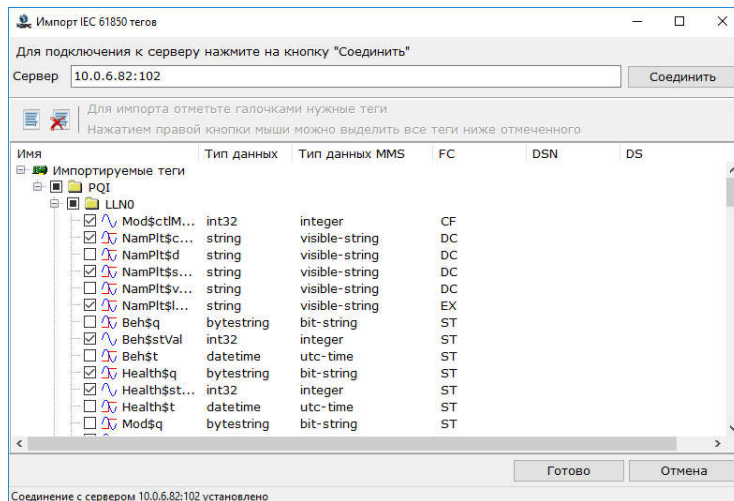 Импорт IEC 61850 тегов
Для подключения к серверу нажмите на кнопку "Соединить"
Сервер 10.0.6.82:102 Соединить
Для импорта отметьте галочками нужные теги
Нажатием правой кнопки мыши можно выделить все теги ниже отмеченного
Имя Тип данных Тип данных MMS FC DSN DS
Импортируемые теги
PQI
LLN0
Mod$ctlM... int32 integer CF
NamPlt$c... string visible-string DC
NamPlt$d string visible-string DC
NamPlt$s... string visible-string DC
NamPlt$v... string visible-string DC
NamPlt$l... string visible-string EX
Beh$q bytestring bit-string ST
Beh$stVal int32 integer ST
Beh$t datetime utc-time ST
Health$q bytestring bit-string ST
Health$st... int32 integer ST
Health$t datetime utc-time ST
Mod$q bytestring bit-string ST
Готово Отмена
Соединение с сервером 10.0.6.82:102 установлено